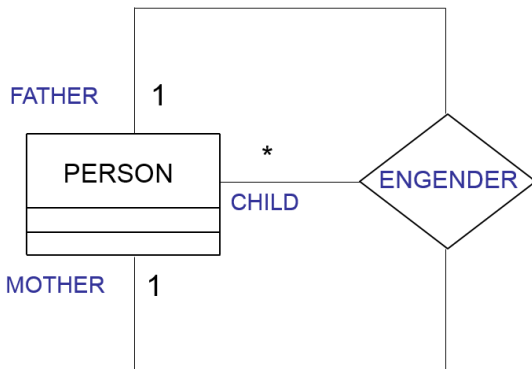 FATHER 1
*
PERSON
ENGENDER
CHILD
MOTHER 1